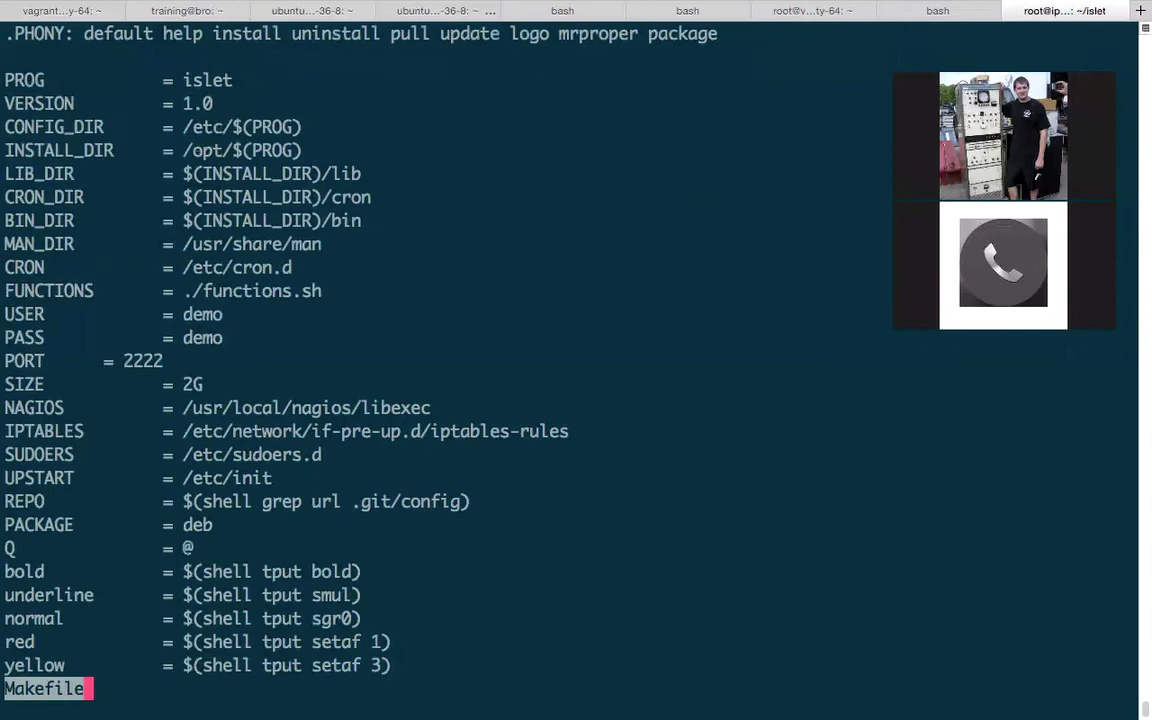 vagrant...y-64: ~
training@bro: ~
ubuntu...-36-8: ~
ubuntu...-36-8: ~ ...
bash
bash
root@v...ty-64: ~
bash
root@ip...: ~/islet
.PHONY: default help install uninstall pull update logo mrproper package
PROG = islet
VERSION = 1.0
CONFIG_DIR = /etc/$(PROG)
INSTALL_DIR = /opt/$(PROG)
LIB_DIR = $(INSTALL_DIR)/lib
CRON_DIR = $(INSTALL_DIR)/cron
BIN_DIR = $(INSTALL_DIR)/bin
MAN_DIR = /usr/share/man
CRON = /etc/cron.d
FUNCTIONS = ./functions.sh
USER = demo
PASS = demo
PORT = 2222
SIZE = 2G
NAGIOS = /usr/local/nagios/libexec
IPTABLES = /etc/network/if-pre-up.d/iptables-rules
SUDOERS = /etc/sudoers.d
UPSTART = /etc/init
REPO = $(shell grep url .git/config)
PACKAGE = deb
Q = @
bold = $(shell tput bold)
underline = $(shell tput smul)
normal = $(shell tput sgr0)
red = $(shell tput setaf 1)
yellow = $(shell tput setaf 3)
Makefile